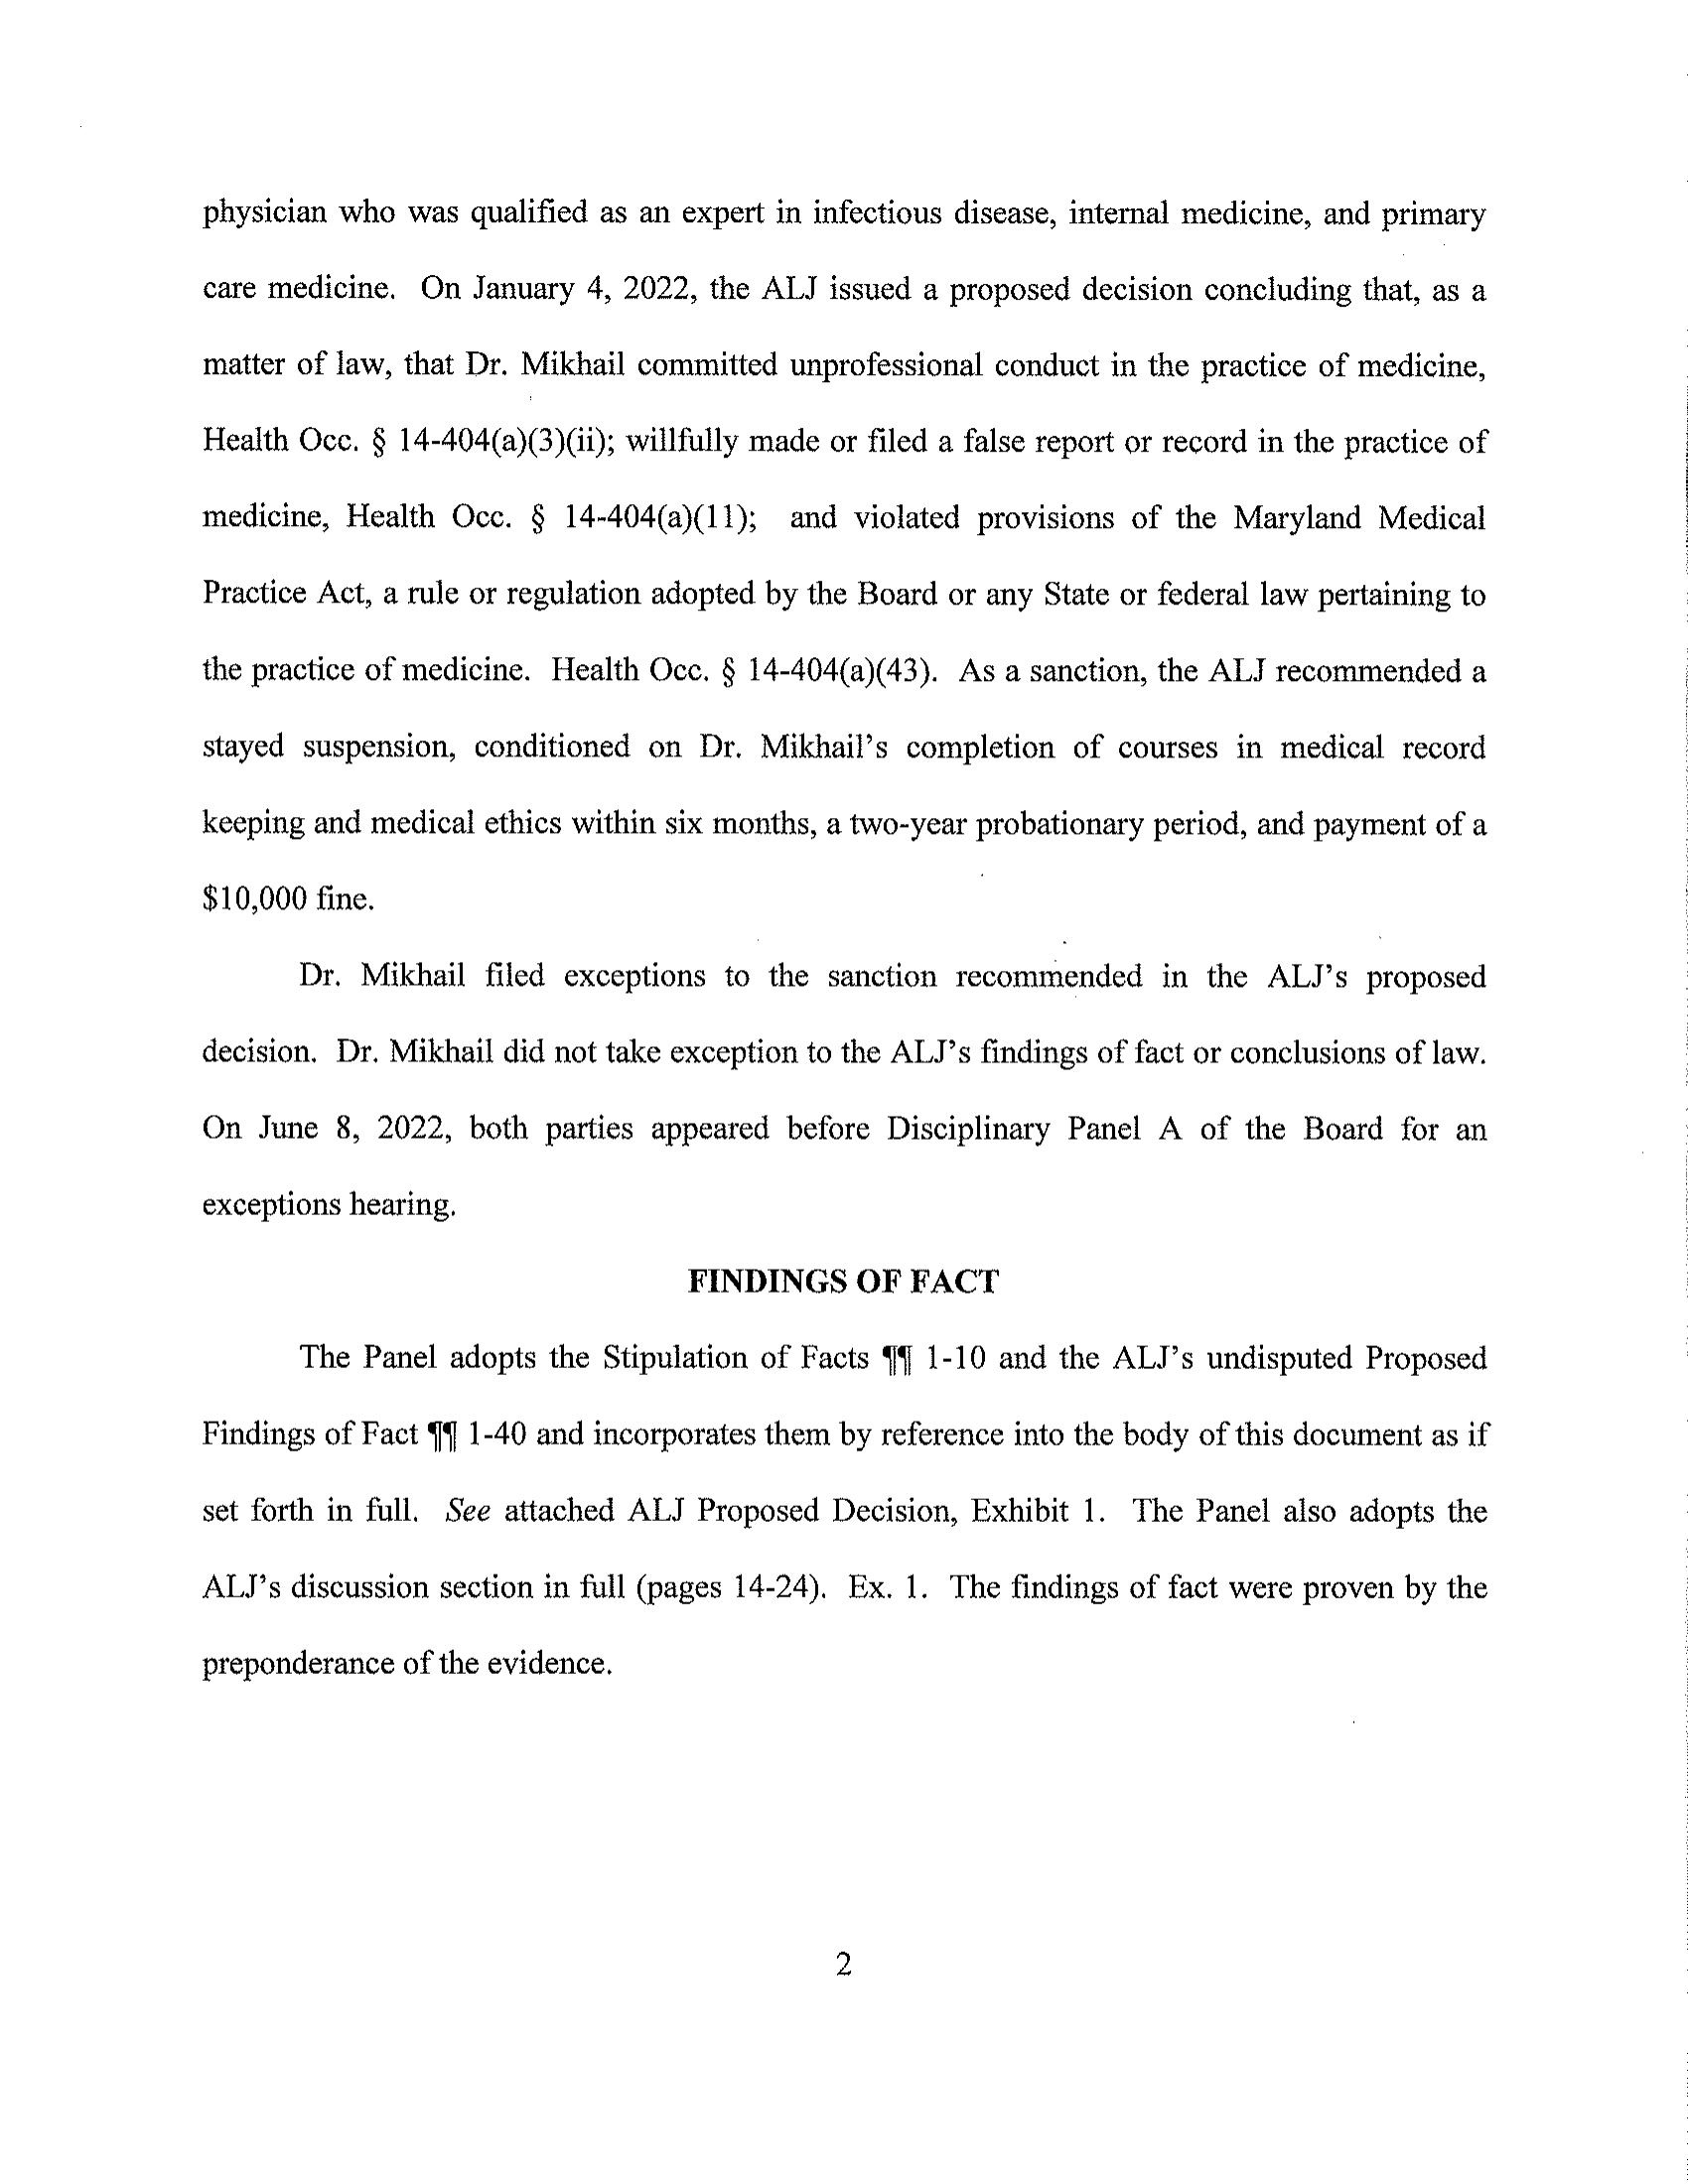 physician who was qualified as an expert in infectious disease, internal medicine, and primary
care medicine. On January 4, 2022, the ALJ issued a proposed decision concluding that, as a
matter of law, that Dr. Mikhail committed unprofessional conduct in the practice of medicine,
Health Occ. § 14-404(a)(3)(ii); willfully made or filed a false report or record in the practice of
medicine, Health Occ. § 14-404(a)(11); and violated provisions of the Maryland Medical
Practice Act, a rule or regulation adopted by the Board or any State or federal law pertaining to
the practice of medicine. Health Occ. § 14-404(a)(43). As a sanction, the ALJ recommended a
stayed suspension, conditioned on Dr. Mikhail's completion of courses in medical record
keeping and medical ethics within six months, a two-year probationary period, and payment of a
$10,000 fine.
Dr. Mikhail filed exceptions to the sanction recommended in the ALJ's proposed
decision. Dr. Mikhail did not take exception to the ALJ's findings of fact or conclusions of law.
On June 8, 2022, both parties appeared before Disciplinary Panel A of the Board for an
exceptions hearing.
FINDINGS OF FACT
The Panel adopts the Stipulation of Facts ¶¶ 1-10 and the ALJ's undisputed Proposed
Findings of Fact ¶¶ 1-40 and incorporates them by reference into the body of this document as if
set forth in full. See attached ALJ Proposed Decision, Exhibit 1. The Panel also adopts the
ALJ's discussion section in full (pages 14-24). Ex. 1. The findings of fact were proven by the
preponderance of the evidence.
2